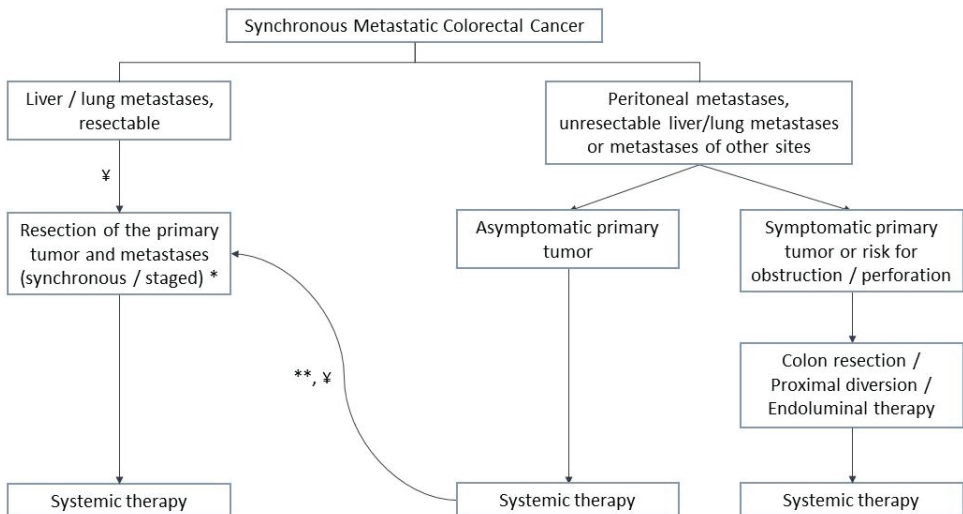 Synchronous Metastatic Colorectal Cancer
Liver / lung metastases,
resectable
Peritoneal metastases,
unresectable liver/lung metastases
or metastases of other sites
¥
Resection of the primary
tumor and metastases
(synchronous / staged) *
Asymptomatic primary
tumor
Symptomatic primary
tumor or risk for
obstruction / perforation
**, ¥
Colon resection /
Proximal diversion /
Endoluminal therapy
Systemic therapy
Systemic therapy
Systemic therapy